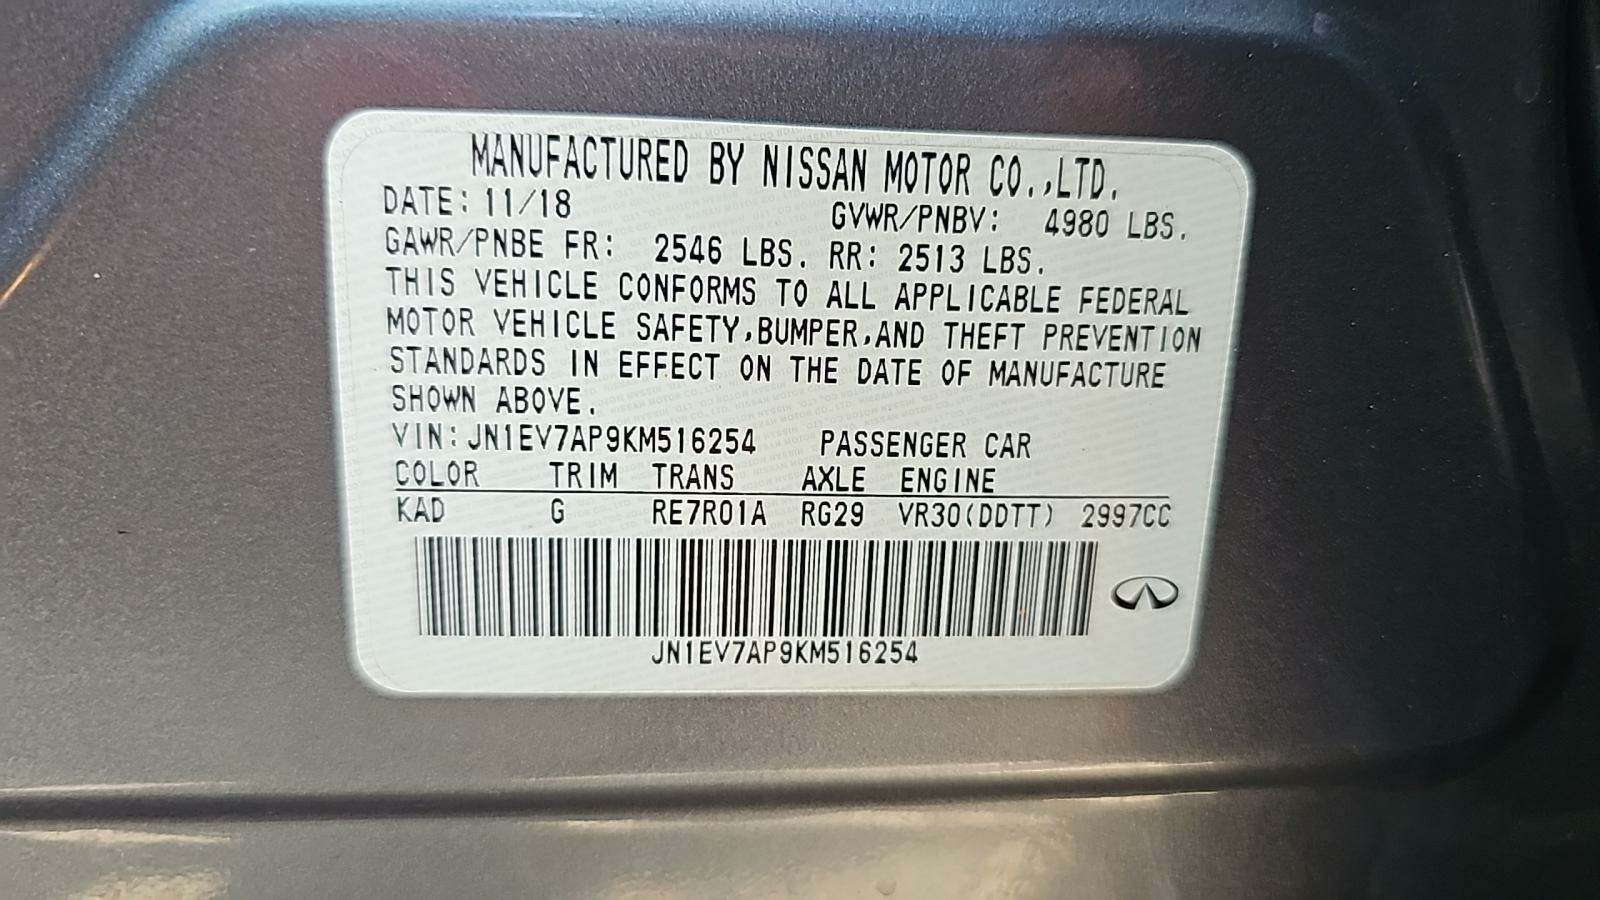 MANUFACTURED BY NISSAN MOTOR CO.,LTD.
DATE: 11/18 GVWR/PNBV: 4980 LBS.
GAWR/PNBE FR: 2546 LBS. RR: 2513 LBS.
THIS VEHICLE CONFORMS TO ALL APPLICABLE FEDERAL
MOTOR VEHICLE SAFETY,BUMPER,AND THEFT PREVENTION
STANDARDS IN EFFECT ON THE DATE OF MANUFACTURE
SHOWN ABOVE.
VIN: JN1EV7AP9KM516254 PASSENGER CAR
COLOR TRIM TRANS AXLE ENGINE
KAD G RE7R01A RG29 VR30(DDTT) 2997CC
JN1EV7AP9KM516254